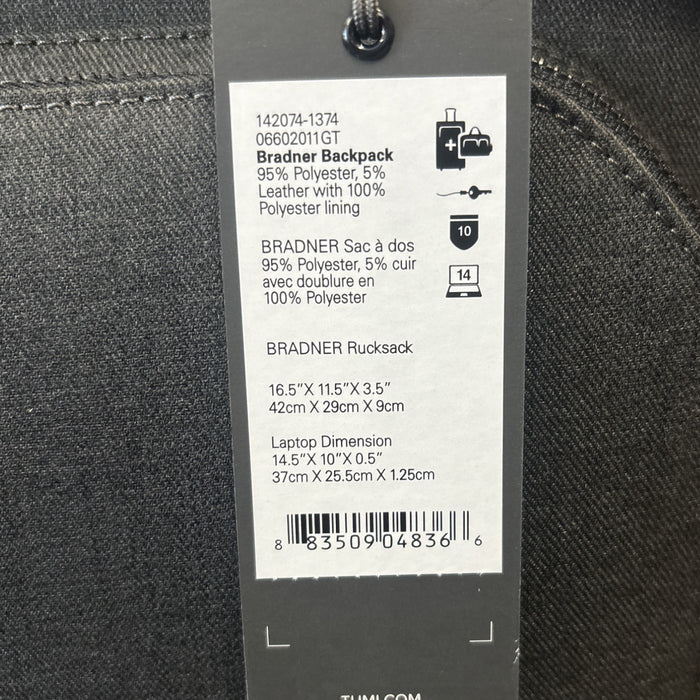 142074-1374
06602011GT
Bradner Backpack
95% Polyester, 5%
Leather with 100%
Polyester lining
10
14
BRADNER Sac à dos
95% Polyester, 5% cuir
avec doublure en
100% Polyester
BRADNER Rucksack
16.5"X 11.5"X 3.5"
42cm X 29cm X 9cm
Laptop Dimension
14.5"X 10"X 0.5"
37cm X 25.5cm X 1.25cm
8 83509 04836 6
TUMI.COM